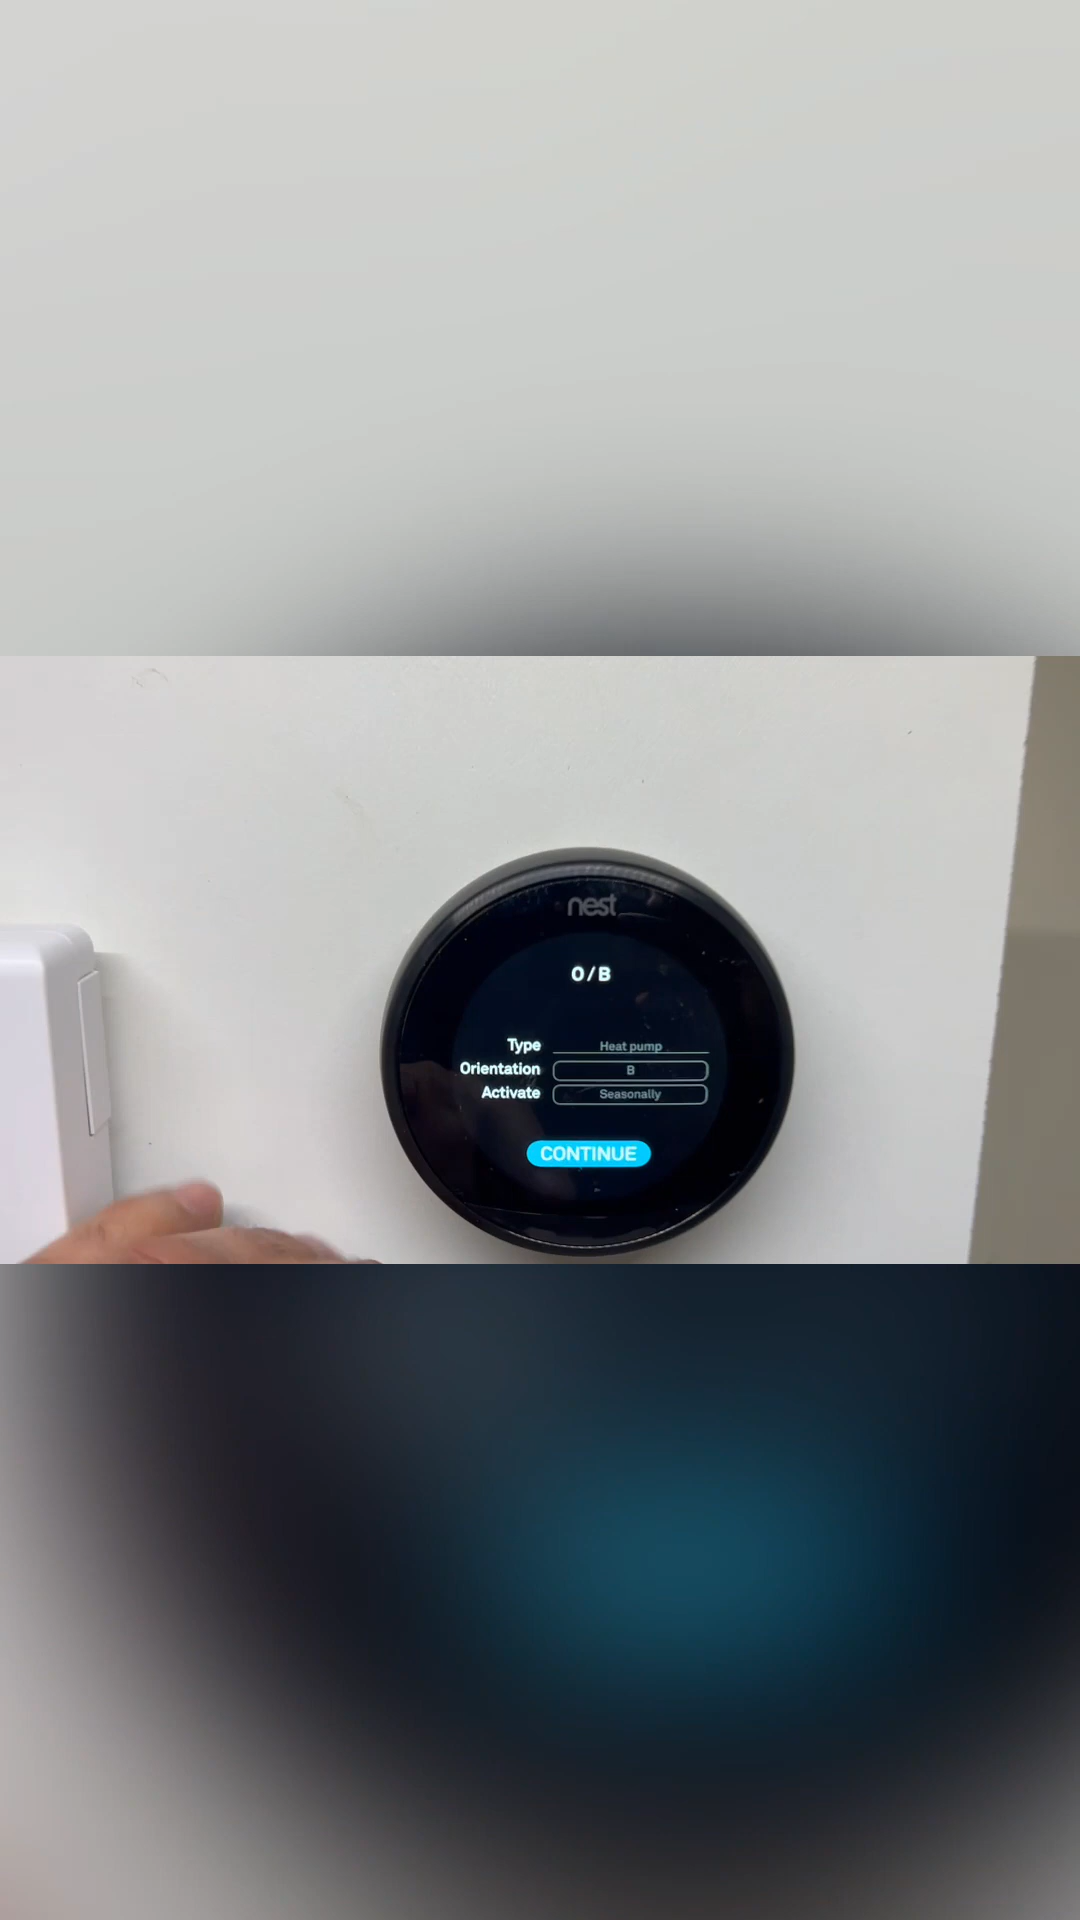 nest
O/B
Type Heat pump
Orientation B
Activate Seasonally
CONTINUE